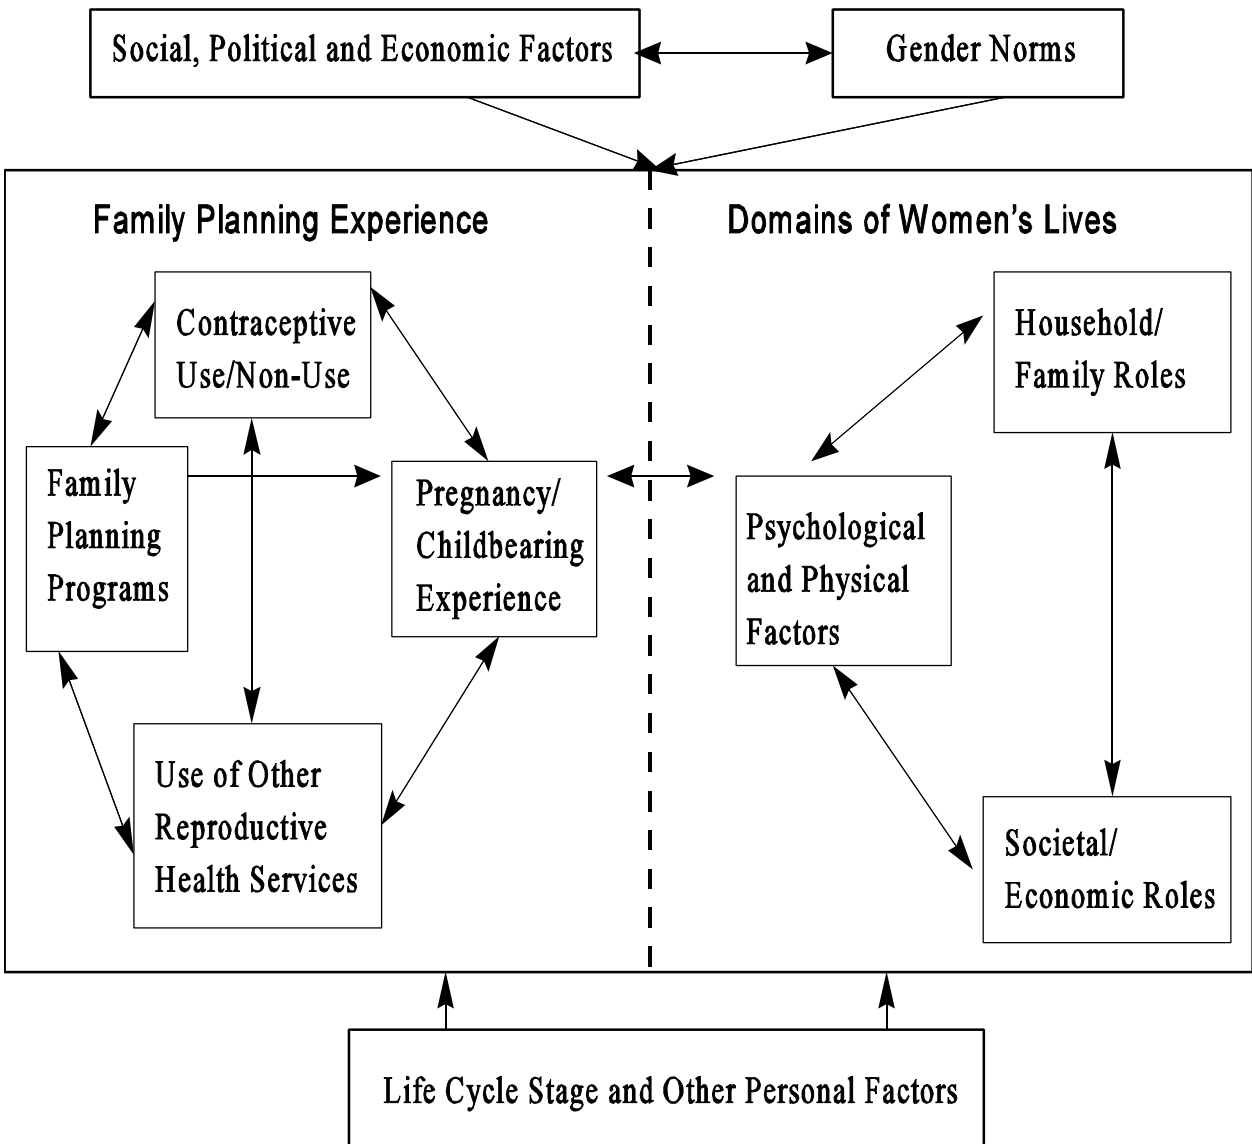 Social, Political and Economic Factors
Gender Norms
Family Planning Experience
Domains of Women's Lives
Contraceptive
Use/Non-Use
Family
Planning
Programs
Pregnancy/
Childbearing
Experience
Use of Other
Reproductive
Health Services
Household/
Family Roles
Psychological
and Physical
Factors
Societal/
Economic Roles
Life Cycle Stage and Other Personal Factors